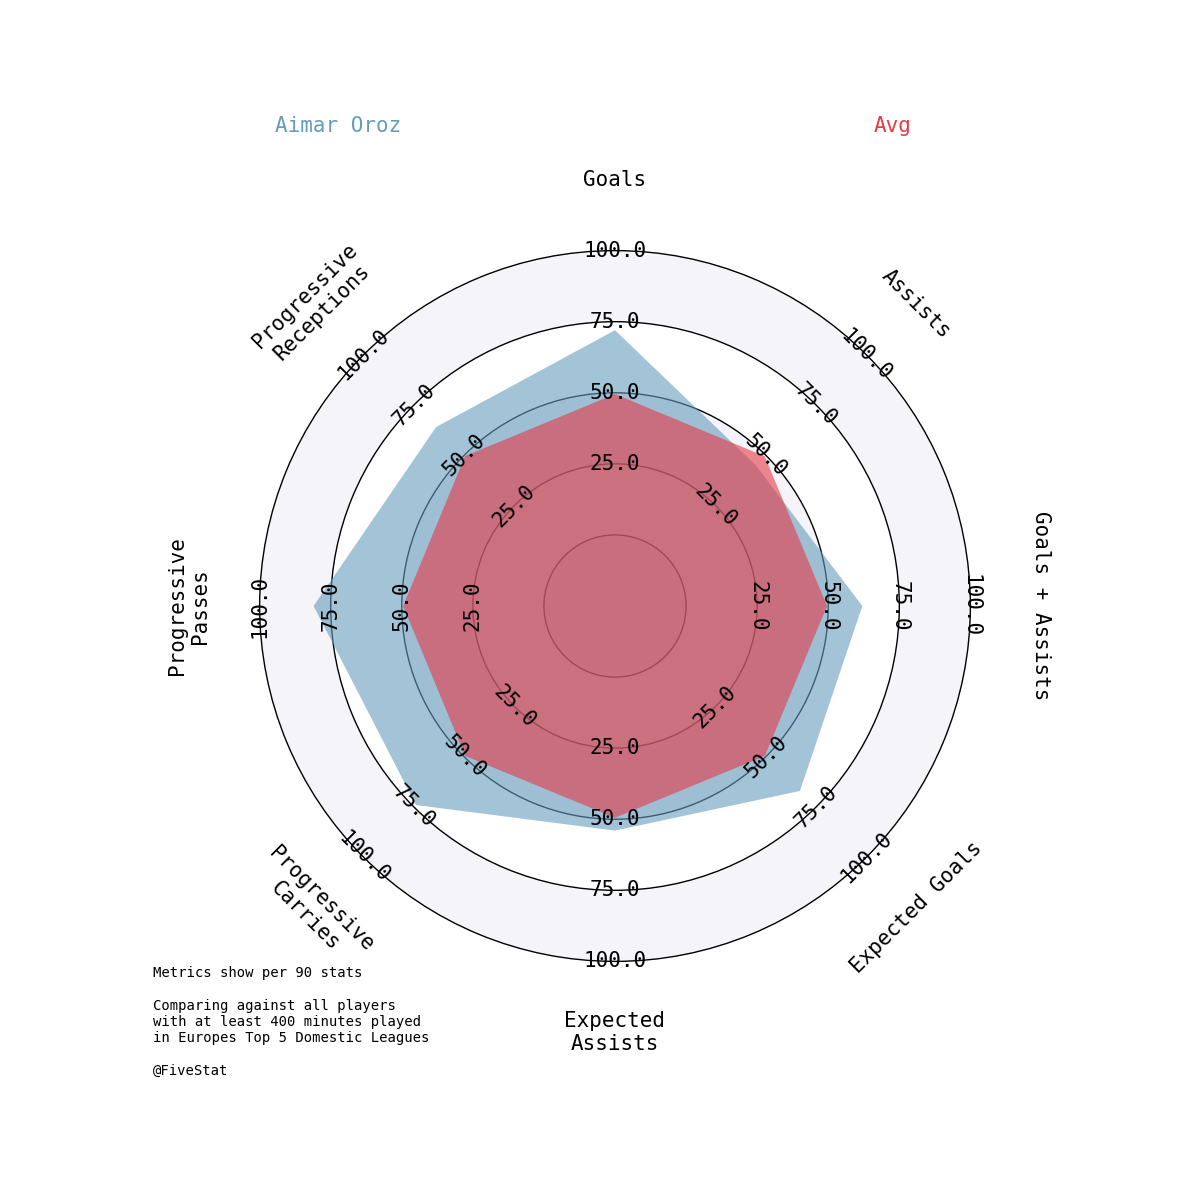 Aimar Oroz
Avg
Goals
Assists
Goals + Assists
Expected Goals
Expected
Assists
Progressive
Carries
Progressive
Passes
Progressive
Receptions
25.0
50.0
75.0
100.0
25.0
50.0
75.0
100.0
25.0
50.0
75.0
100.0
25.0
50.0
75.0
100.0
25.0
50.0
75.0
100.0
25.0
50.0
75.0
100.0
25.0
50.0
75.0
100.0
25.0
50.0
75.0
100.0
Metrics show per 90 stats
Comparing against all players
with at least 400 minutes played
in Europes Top 5 Domestic Leagues
@FiveStat